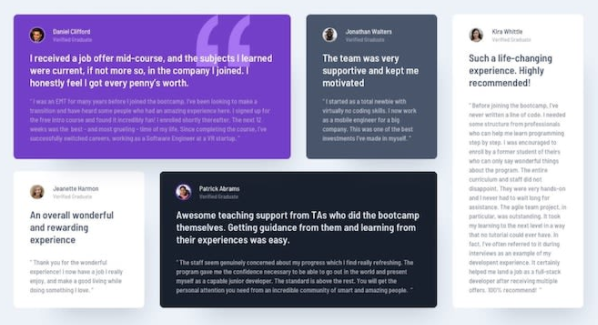 Daniel Clifford
Verified Graduate
I received a job offer mid-course, and the subjects I learned
were current, if not more so, in the company I joined. I
honestly feel I got every penny's worth.
" I was an EMT for many years before I joined the bootcamp. I've been looking to make a
transition and have heard some people who had an amazing experience here. I signed up for
the free intro course and found it incredibly fun! I enrolled shortly thereafter. The next 12
weeks was the best - and most grueling - time of my life. Since completing the course, I've
successfully switched careers, working as a Software Engineer at a VR startup. "
Jonathan Walters
Verified Graduate
The team was very
supportive and kept me
motivated
" I started as a total newbie with
virtually no coding skills. I now work
as a mobile engineer for a big
company. This was one of the best
investments I've made in myself. "
Kira Whittle
Verified Graduate
Such a life-changing
experience. Highly
recommended!
" Before joining the bootcamp, I've
never written a line of code. I needed
some structure from professionals
who can help me learn programming
step by step. I was encouraged to
enroll by a former student of theirs
who can only say wonderful things
about the program. The entire
curriculum and staff did not
disappoint. They were very hands-on
and I never had to wait long for
assistance. The agile team project, in
particular, was outstanding. It took
my learning to the next level in a way
that no tutorial could ever have. In
fact, I've often referred to it during
interviews as an example of my
developent experience. It certainly
helped me land a job as a full-stack
developer after receiving multiple
offers. 100% recommend! "
Jeanette Harmon
Verified Graduate
An overall wonderful
and rewarding
experience
" Thank you for the wonderful
experience! I now have a job I really
enjoy, and make a good living while
doing something I love. "
Patrick Abrams
Verified Graduate
Awesome teaching support from TAs who did the bootcamp
themselves. Getting guidance from them and learning from
their experiences was easy.
" The staff seem genuinely concerned about my progress which I find really refreshing. The
program gave me the confidence necessary to be able to go out in the world and present
myself as a capable junior developer. The standard is above the rest. You will get the
personal attention you need from an incredible community of smart and amazing people. "